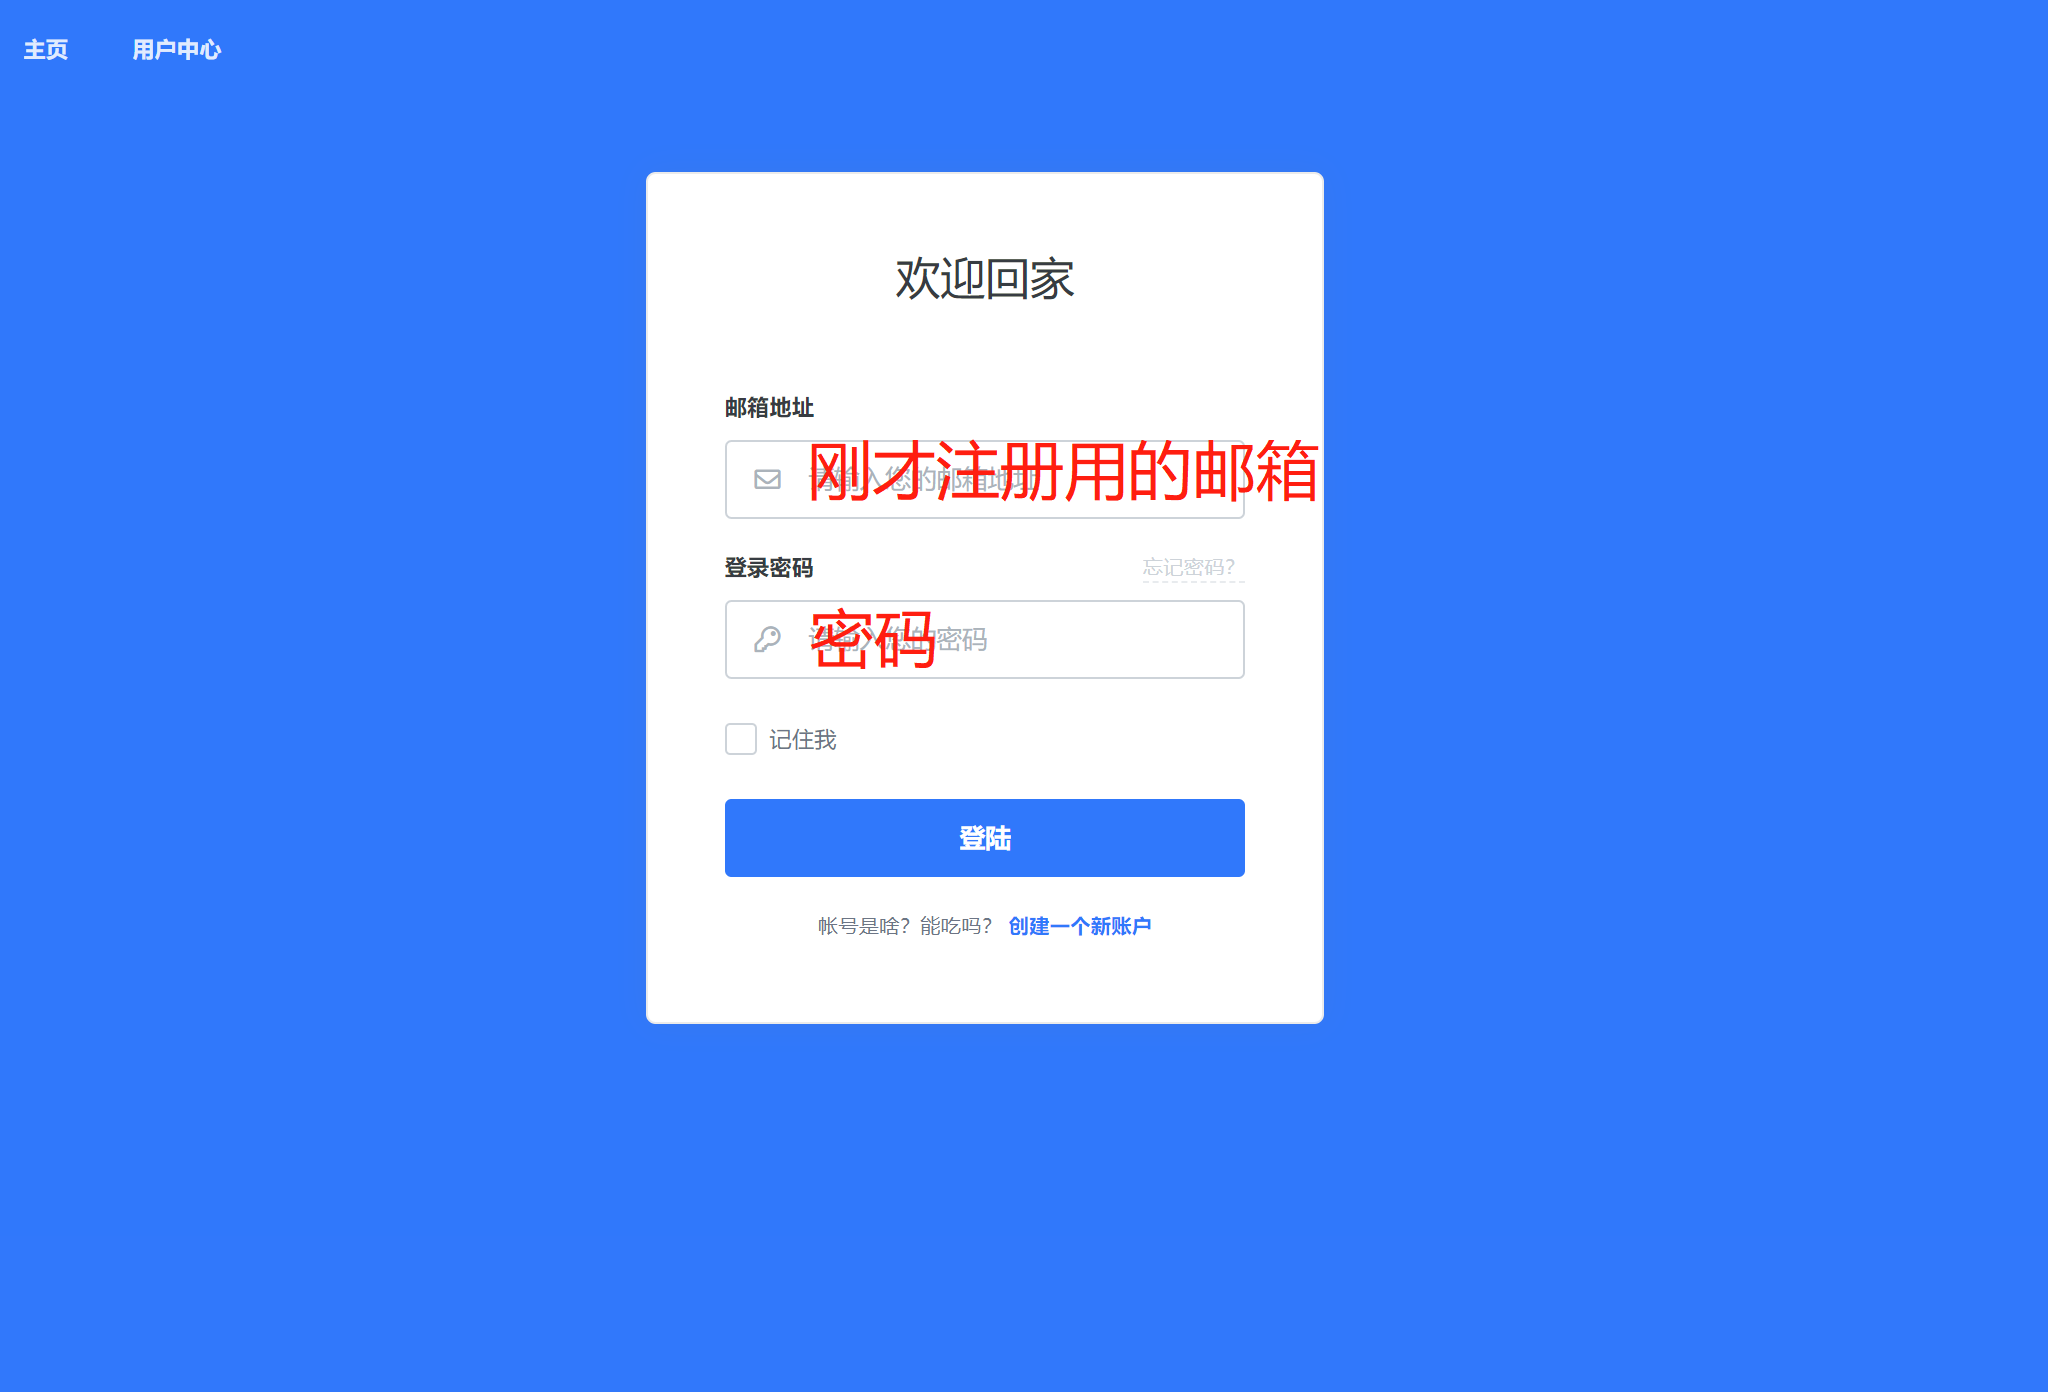 主页 用户中心
欢迎回家
邮箱地址
请输入您的邮箱地址
刚才注册用的邮箱
登录密码 忘记密码？
请输入您的密码
密码
记住我
登陆
帐号是啥？能吃吗？ 创建一个新账户